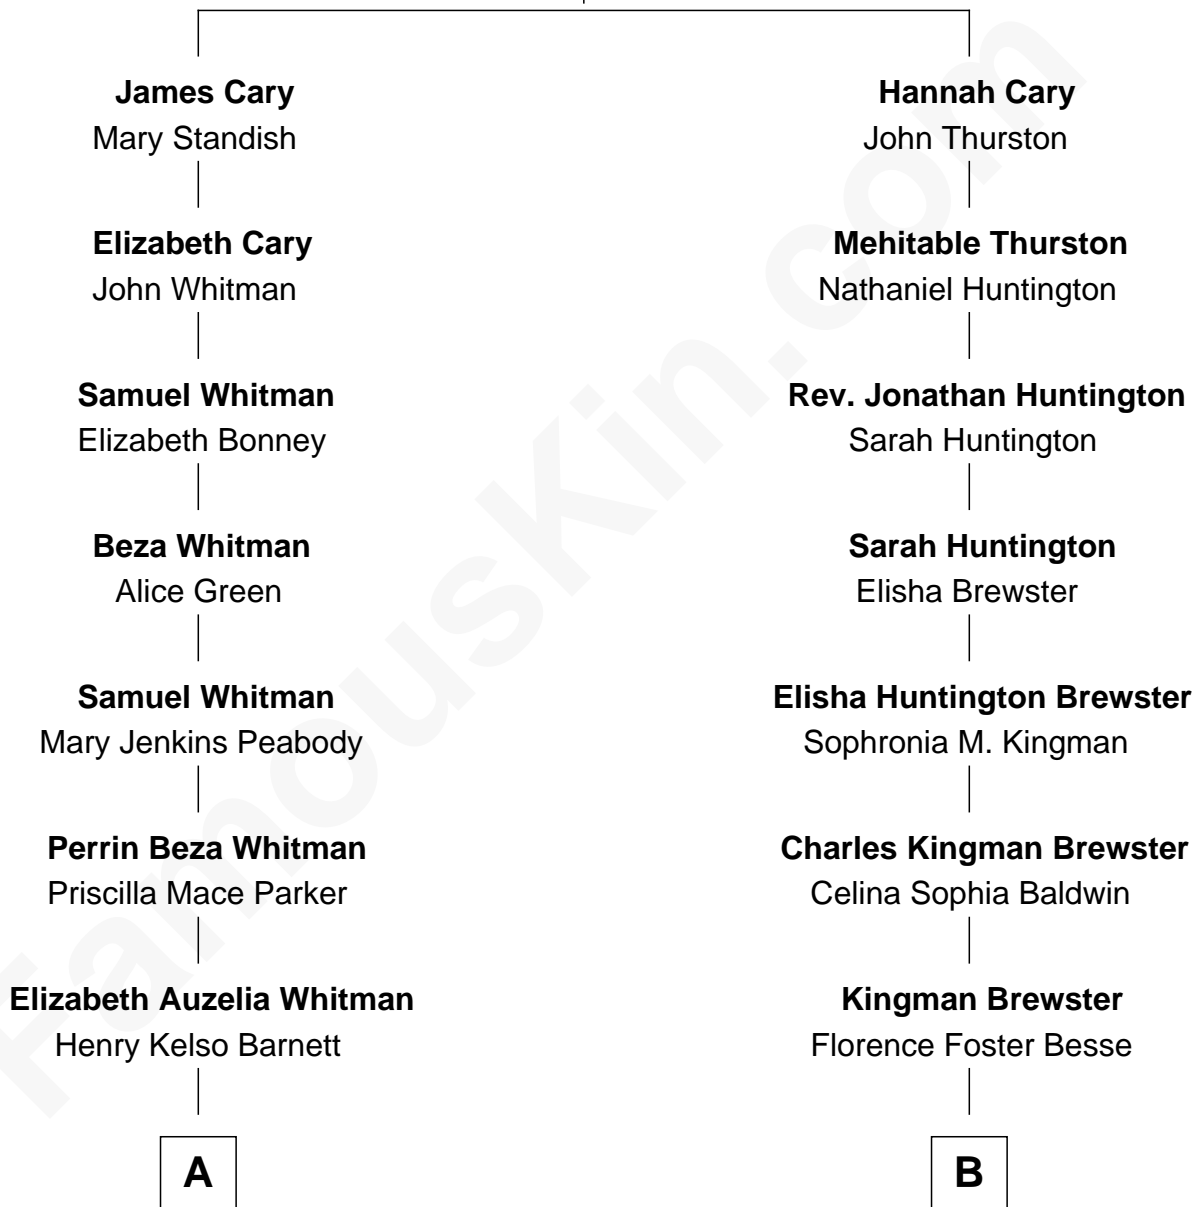 James Cary
Mary Standish
Hannah Cary
John Thurston
Elizabeth Cary
John Whitman
Mehitable Thurston
Nathaniel Huntington
Samuel Whitman
Elizabeth Bonney
Rev. Jonathan Huntington
Sarah Huntington
Beza Whitman
Alice Green
Sarah Huntington
Elisha Brewster
Samuel Whitman
Mary Jenkins Peabody
Elisha Huntington Brewster
Sophronia M. Kingman
Perrin Beza Whitman
Priscilla Mace Parker
Charles Kingman Brewster
Celina Sophia Baldwin
Elizabeth Auzelia Whitman
Henry Kelso Barnett
Kingman Brewster
Florence Foster Besse
A
B
FamousKin.com